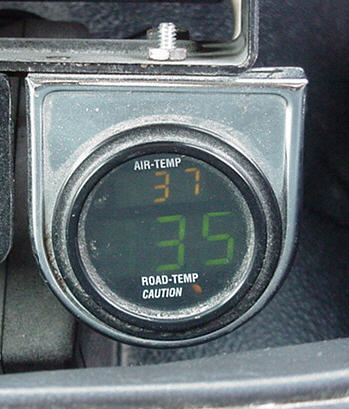 AIR-TEMP
37
35
ROAD-TEMP
CAUTION